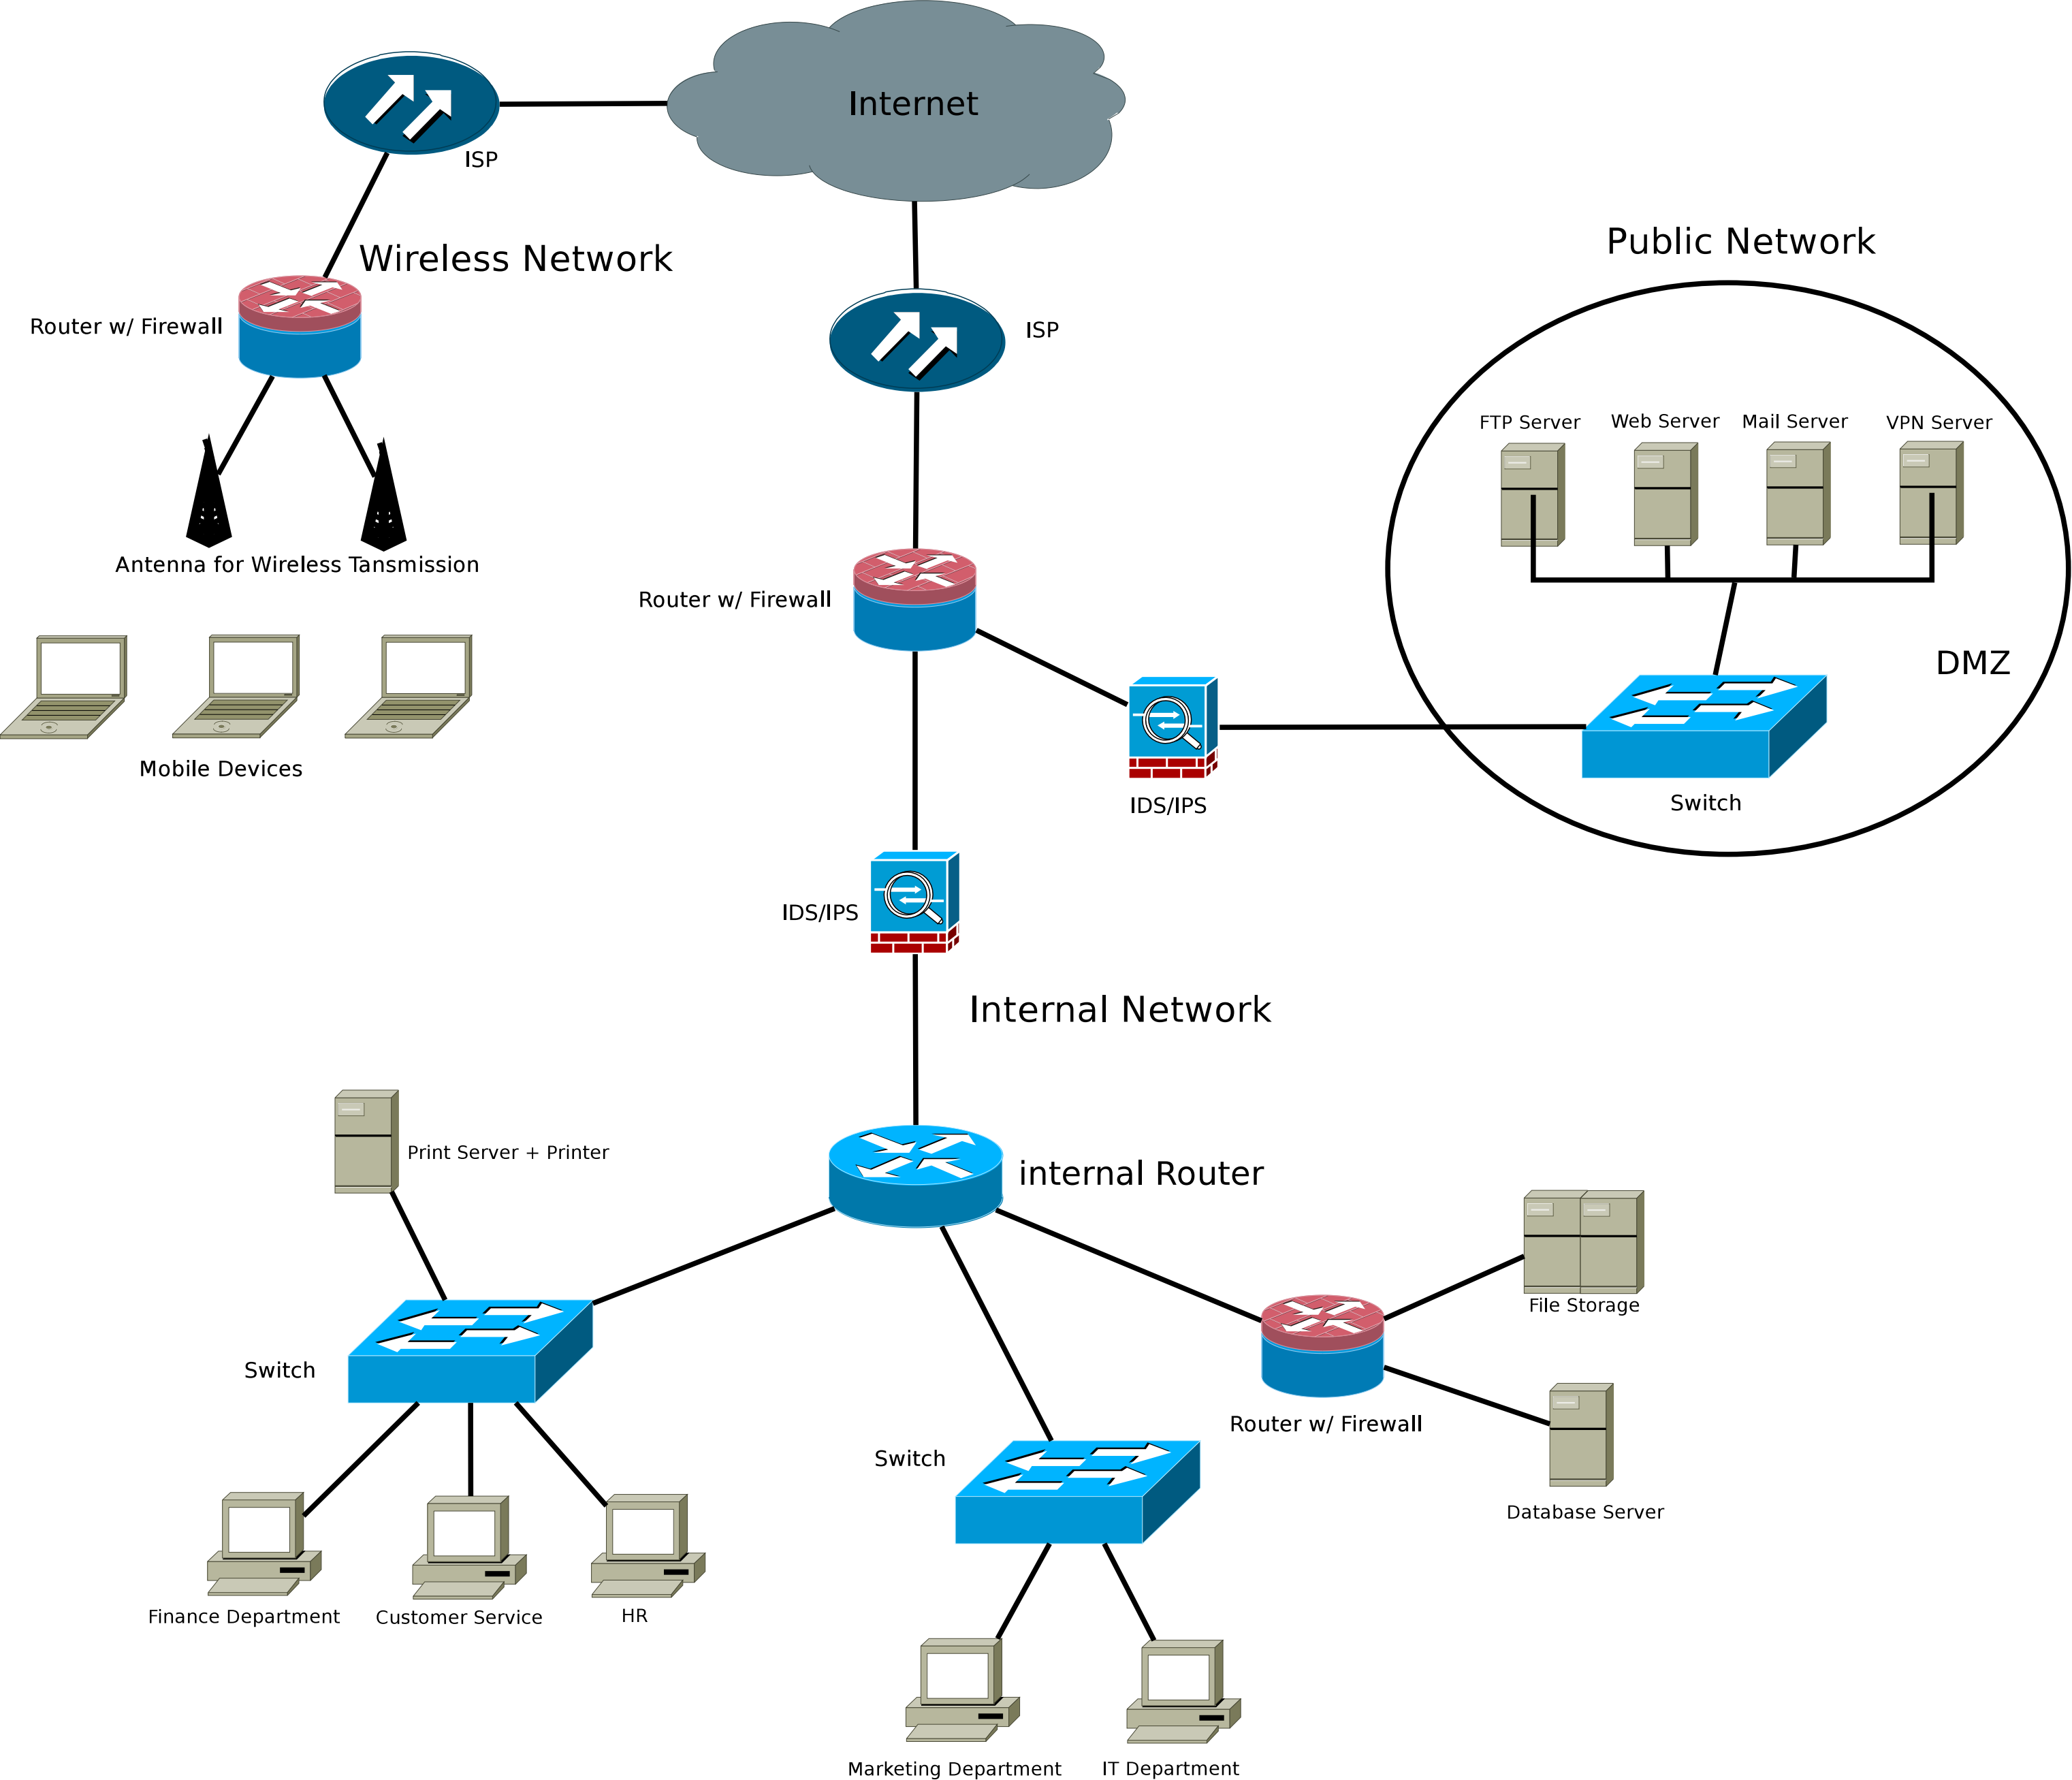 Internet
ISP
Wireless Network
Public Network
Router w/ Firewall
ISP
FTP Server
Web Server
Mail Server
VPN Server
Antenna for Wireless Tansmission
Router w/ Firewall
DMZ
Mobile Devices
IDS/IPS
Switch
IDS/IPS
Internal Network
Print Server + Printer
internal Router
File Storage
Switch
Router w/ Firewall
Switch
Database Server
Finance Department
Customer Service
HR
Marketing Department
IT Department